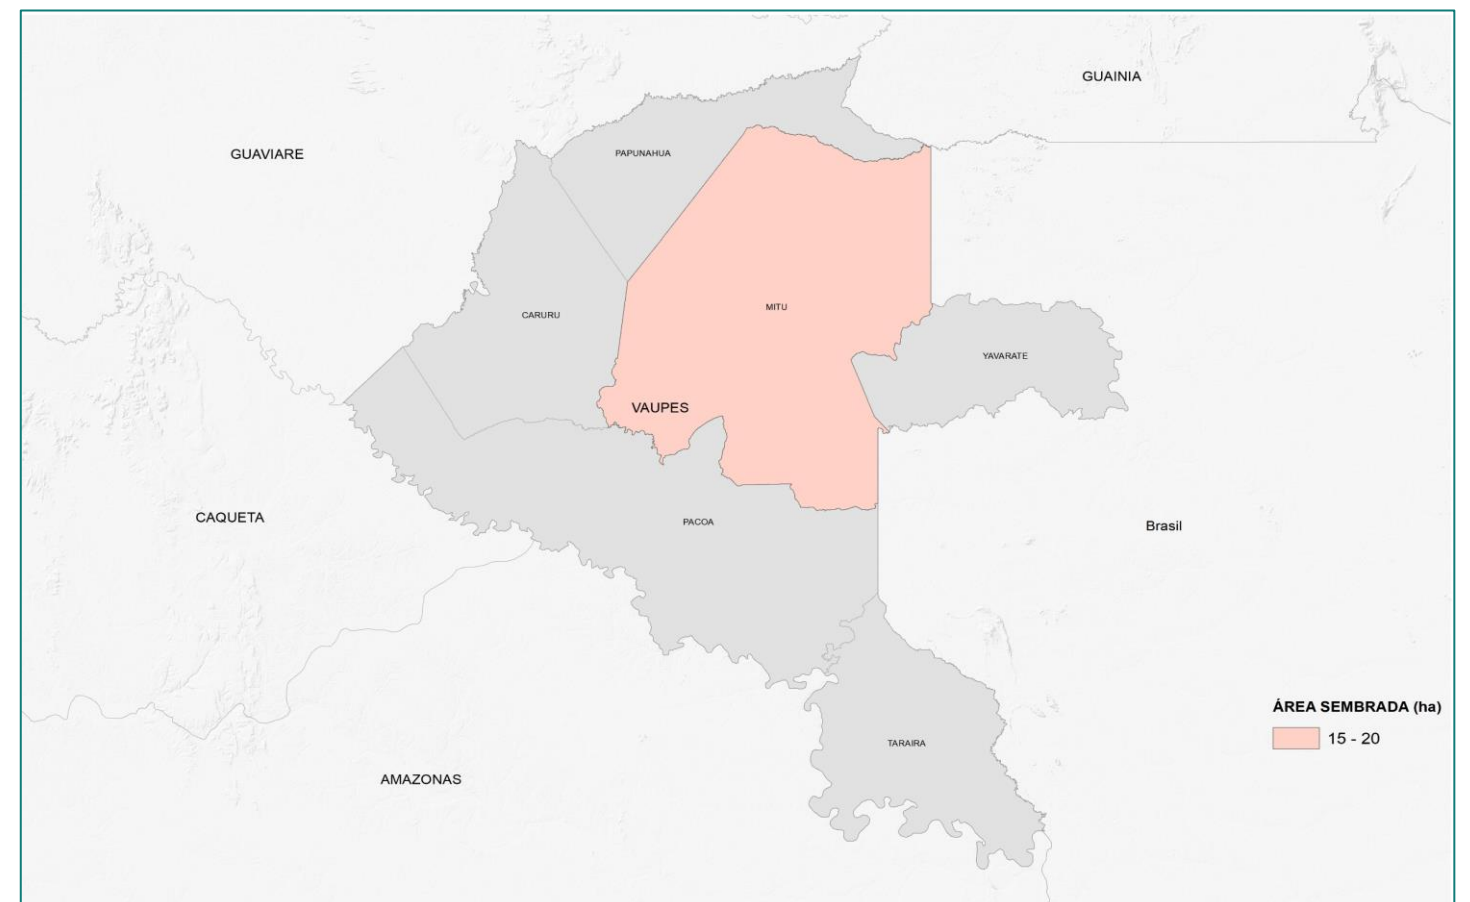 GUAINIA
GUAVIARE
PAPUNAHUA
MITU
CARURU
YAVARATE
VAUPES
CAQUETA
PACOA
Brasil
ÁREA SEMBRADA (ha)
15 - 20
TARAIRA
AMAZONAS